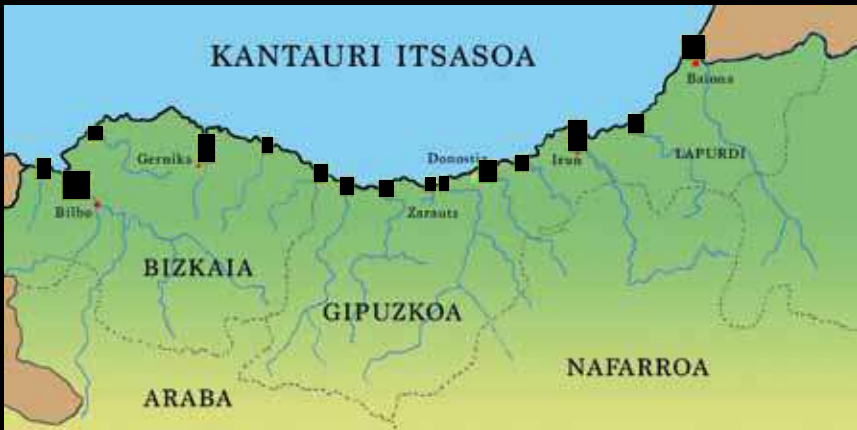 KANTAURI ITSASOA
Baiona
Gernika
Donostia
Irun
LAPURDI
Bilbo
Zarautz
BIZKAIA
GIPUZKOA
NAFARROA
ARABA